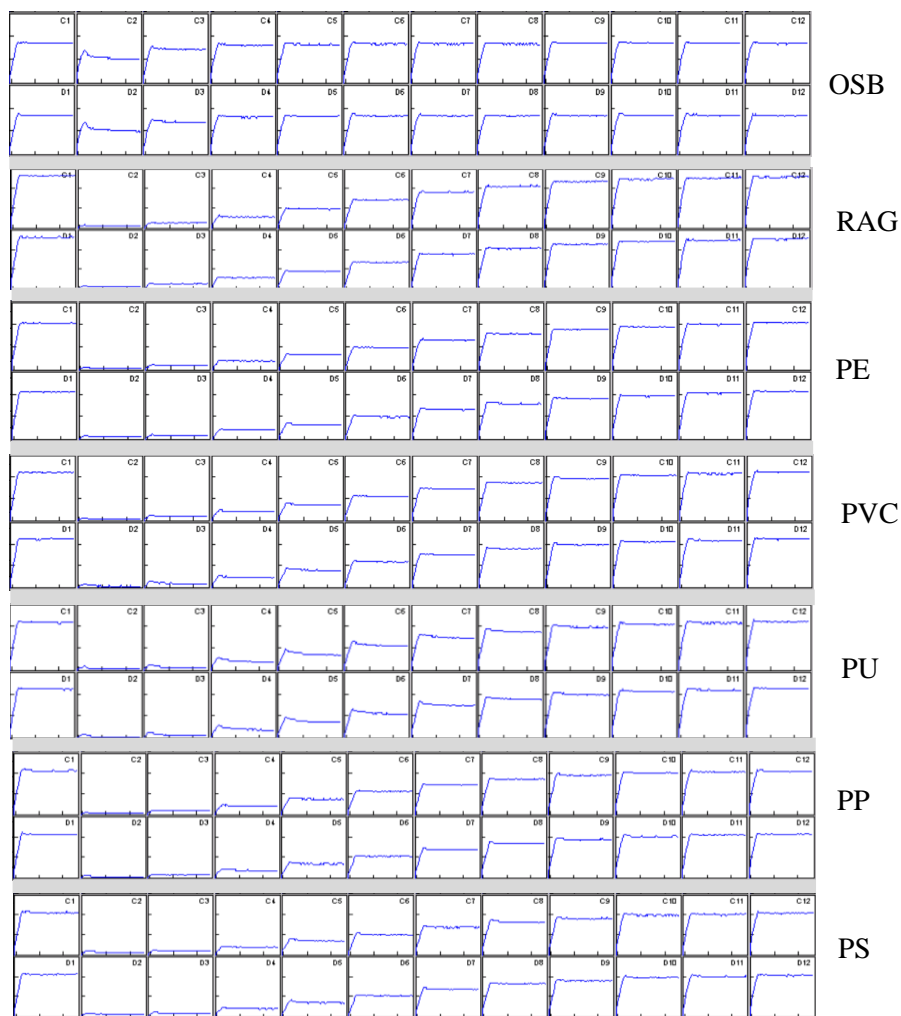 C1 C2 C3 C4 C5 C6 C7 C8 C9 C10 C11 C12
OSB
D1 D2 D3 D4 D5 D6 D7 D8 D9 D10 D11 D12
C1 C2 C3 C4 C5 C6 C7 C8 C9 C10 C11 C12
RAG
D1 D2 D3 D4 D5 D6 D7 D8 D9 D10 D11 D12
C1 C2 C3 C4 C5 C6 C7 C8 C9 C10 C11 C12
PE
D1 D2 D3 D4 D5 D6 D7 D8 D9 D10 D11 D12
C1 C2 C3 C4 C5 C6 C7 C8 C9 C10 C11 C12
PVC
D1 D2 D3 D4 D5 D6 D7 D8 D9 D10 D11 D12
C1 C2 C3 C4 C5 C6 C7 C8 C9 C10 C11 C12
PU
D1 D2 D3 D4 D5 D6 D7 D8 D9 D10 D11 D12
C1 C2 C3 C4 C5 C6 C7 C8 C9 C10 C11 C12
PP
D1 D2 D3 D4 D5 D6 D7 D8 D9 D10 D11 D12
C1 C2 C3 C4 C5 C6 C7 C8 C9 C10 C11 C12
PS
D1 D2 D3 D4 D5 D6 D7 D8 D9 D10 D11 D12